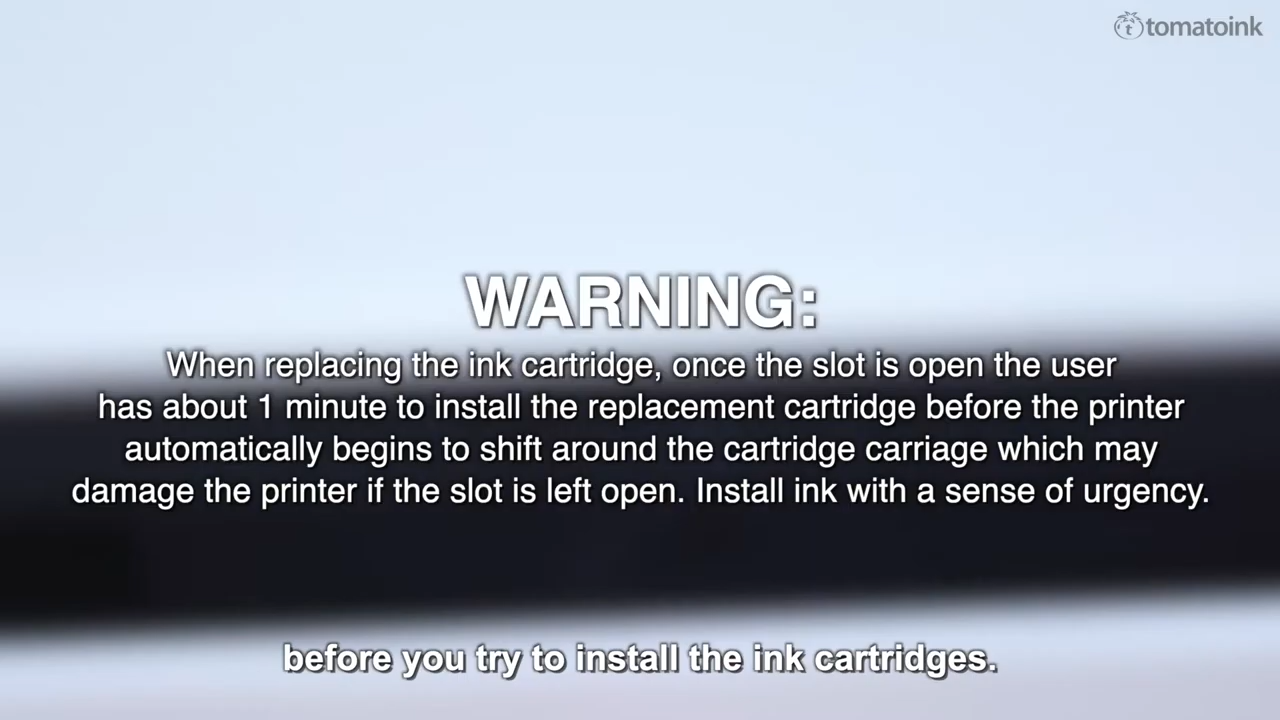 tomatoink
WARNING:
When replacing the ink cartridge, once the slot is open the user
has about 1 minute to install the replacement cartridge before the printer
automatically begins to shift around the cartridge carriage which may
damage the printer if the slot is left open. Install ink with a sense of urgency.
before you try to install the ink cartridges.